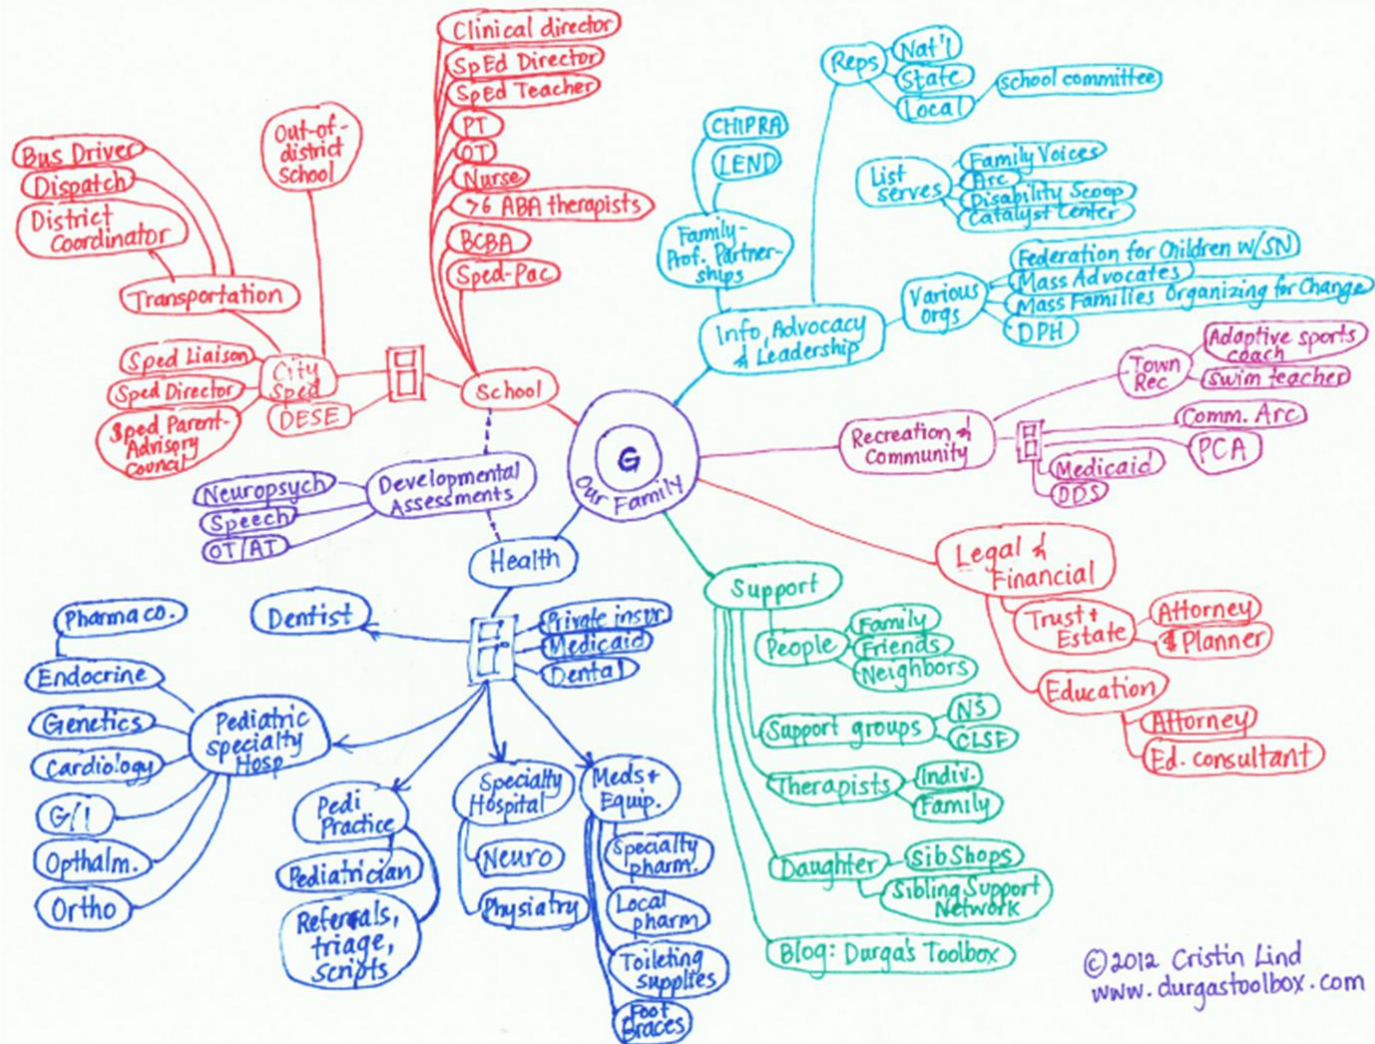 Clinical director
SpEd Director
SpEd Teacher
PT
OT
Nurse
>6 ABA therapists
BCBA
Sped-Pac
School
Out-of-
district
School
Bus Driver
Dispatch
District
Coordinator
Transportation
Sped Liaison
Sped Director
Sped Parent-
Advisory
Council
City
Sped
DESE
Reps
Nat'l
State
Local
school committee
CHIPRA
LEND
Family-
Prof. Partner-
ships
List
serves
Family Voices
Arc
Disability Scoop
Catalyst Center
Various
orgs
Federation for Children w/SN
Mass Advocates
Mass Families Organizing for Change
DPH
Info, Advocacy
& Leadership
Town
Rec
Adaptive sports
coach
swim teacher
Recreation &
Community
Comm. Arc
PCA
Medicaid
DDS
G
Our Family
Developmental
Assessments
Neuropsych
Speech
OT/AT
Health
Legal &
Financial
Trust +
Estate
Attorney
$ Planner
Education
Attorney
Ed. consultant
Support
People
Family
Friends
Neighbors
Support groups
NS
CLSF
Therapists
Indiv.
Family
Daughter
SibShops
Sibling Support
Network
Blog: Durga's Toolbox
Dentist
Private insur.
Medicaid
Dental
Pharma co.
Endocrine
Genetics
Cardiology
G/I
Opthalm.
Ortho
Pediatric
specialty
Hosp
Pedi
Practice
Pediatrician
Referrals,
triage,
scripts
Specialty
Hospital
Neuro
Physiatry
Meds +
Equip.
Specialty
pharm.
Local
pharm
Toileting
supplies
Foot
Braces
©2012 Cristin Lind
www.durgastoolbox.com